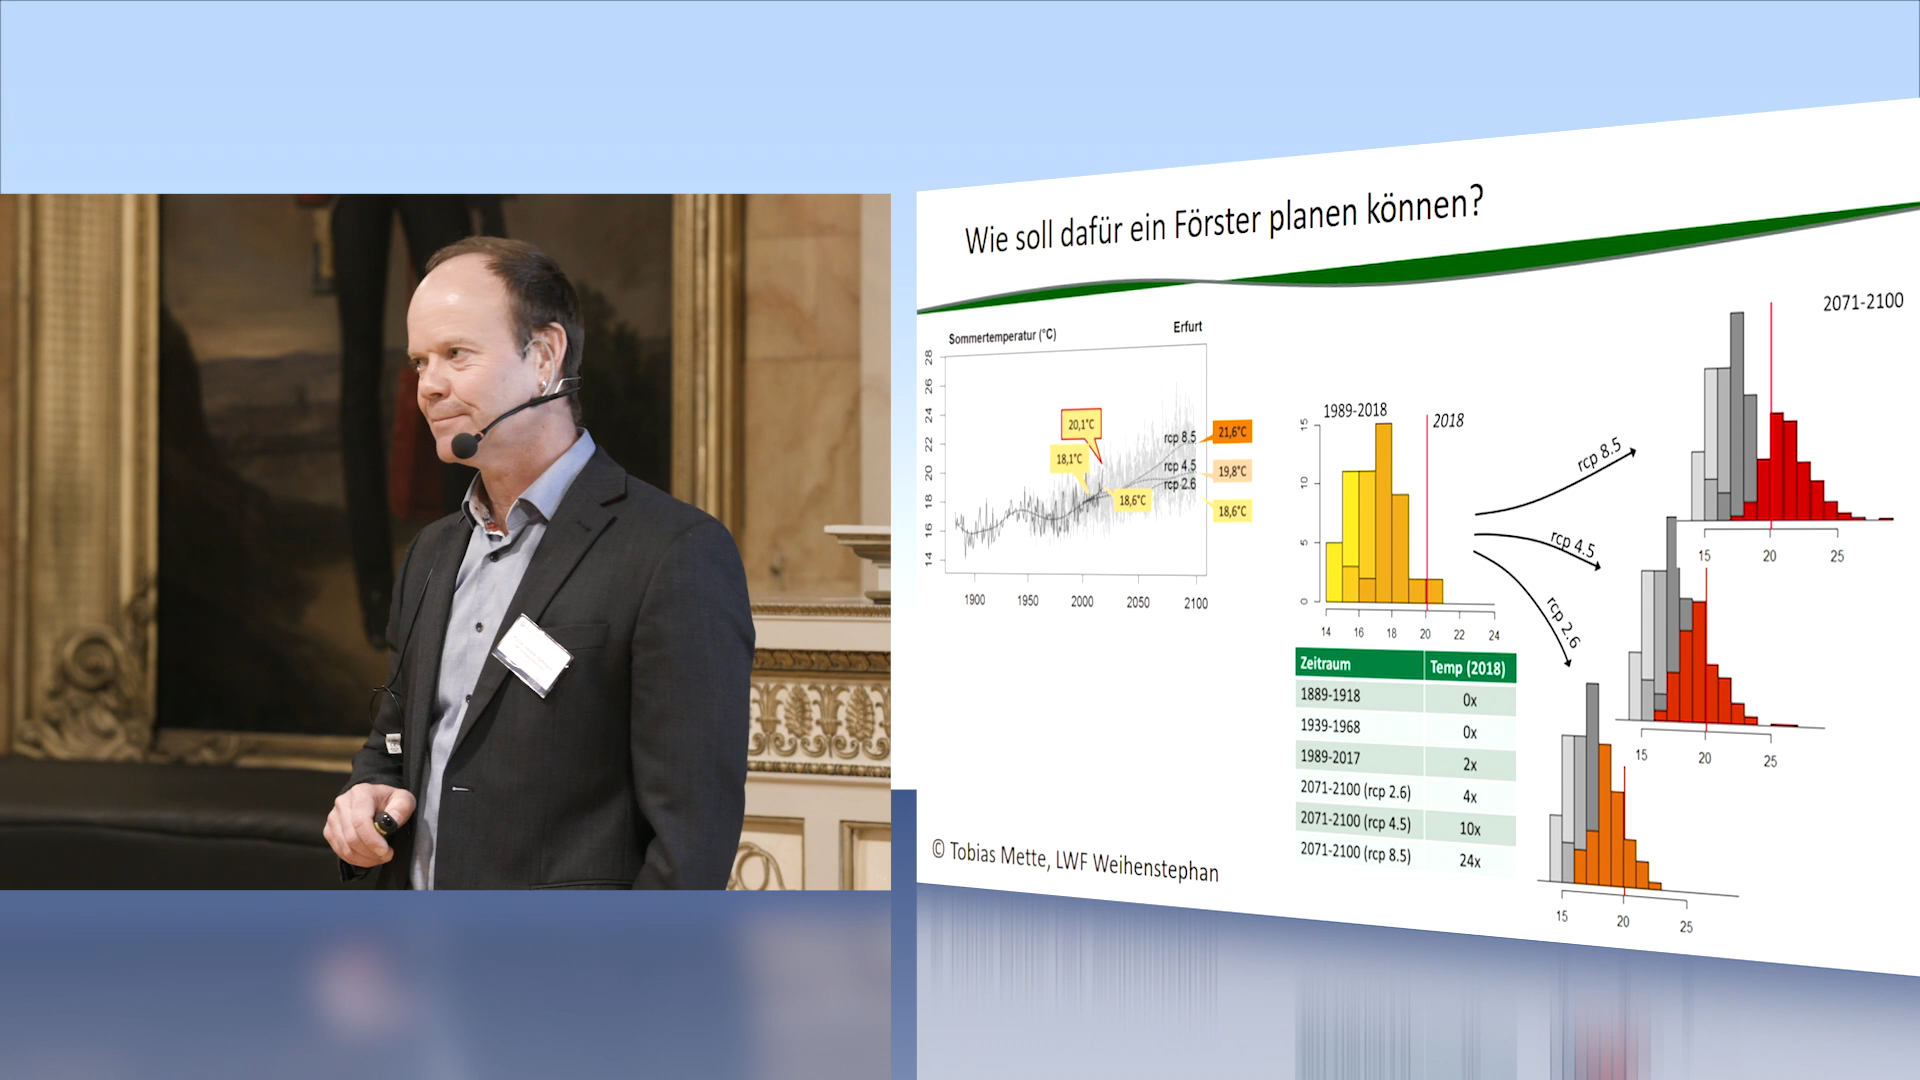 Wie soll dafür ein Förster planen können?
Sommertemperatur (°C)
Erfurt
28
26
24
22
20
18
16
14
1900
1950
2000
2050
2100
20,1°C
18,1°C
18,6°C
rcp 8.5
rcp 4.5
rcp 2.6
21,6°C
19,8°C
18,6°C
1989-2018
2018
15
10
5
0
14
16
18
20
22
24
rcp 8.5
rcp 4.5
rcp 2.6
2071-2100
15
20
25
15
20
25
15
20
25
Zeitraum Temp (2018)
1889-1918 0x
1939-1968 0x
1989-2017 2x
2071-2100 (rcp 2.6) 4x
2071-2100 (rcp 4.5) 10x
2071-2100 (rcp 8.5) 24x
© Tobias Mette, LWF Weihenstephan